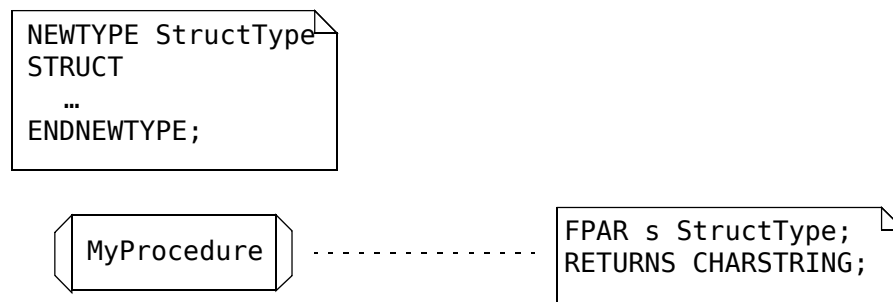 NEWTYPE StructType
STRUCT
…
ENDNEWTYPE;
MyProcedure
FPAR s StructType;
RETURNS CHARSTRING;